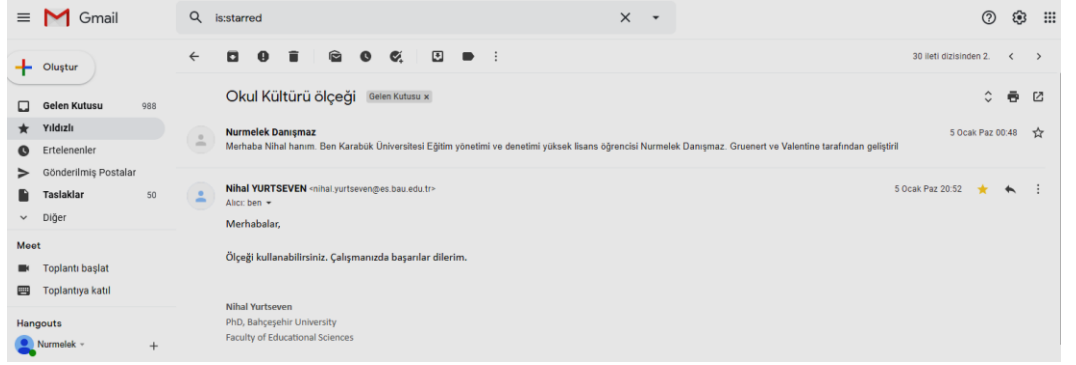 Gmail
is:starred
Oluştur
30 ileti dizisinden 2.
Gelen Kutusu 988
Yıldızlı
Ertelenenler
Gönderilmiş Postalar
Taslaklar 50
Diğer
Meet
Toplantı başlat
Toplantıya katıl
Hangouts
Nurmelek
Okul Kültürü ölçeği Gelen Kutusu x
Nurmelek Danışmaz 5 Ocak Paz 00:48
Merhaba Nihal hanım. Ben Karabük Üniversitesi Eğitim yönetimi ve denetimi yüksek lisans öğrencisi Nurmelek Danışmaz. Gruenert ve Valentine tarafından geliştiril
Nihal YURTSEVEN <nihal.yurtseven@es.bau.edu.tr> 5 Ocak Paz 20:52
Alıcı: ben
Merhabalar,
Ölçeği kullanabilirsiniz. Çalışmanızda başarılar dilerim.
Nihal Yurtseven
PhD, Bahçeşehir University
Faculty of Educational Sciences